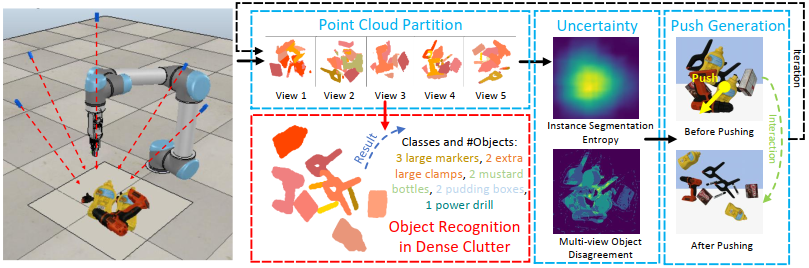 Point Cloud Partition
View 1
View 2
View 3
View 4
View 5
Result
Classes and #Objects:
3 large markers, 2 extra
large clamps, 2 mustard
bottles, 2 pudding boxes,
1 power drill
Object Recognition
in Dense Clutter
Uncertainty
Instance Segmentation
Entropy
Multi-view Object
Disagreement
Push Generation
Push
Before Pushing
Interaction
After Pushing
Iteration